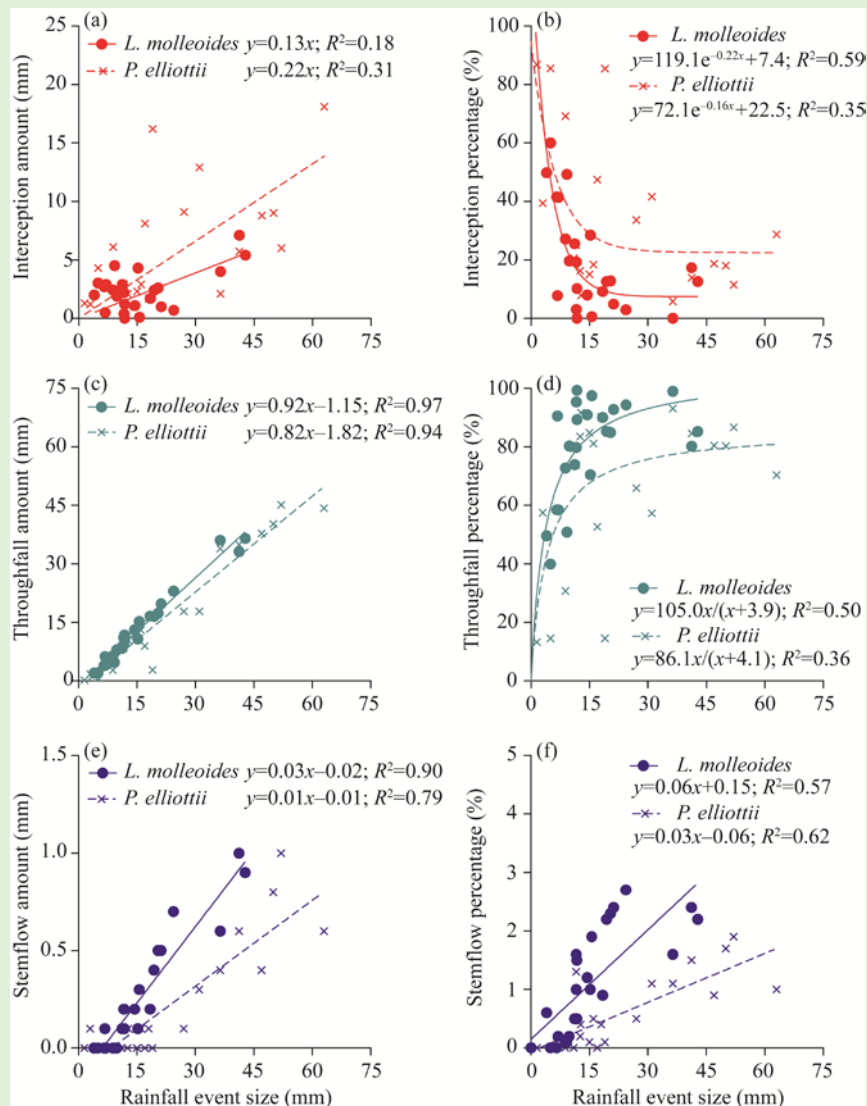 (a)
L. molleoides y=0.13x; R²=0.18
P. elliottii y=0.22x; R²=0.31
25
20
15
10
5
0
0 15 30 45 60 75
Interception amount (mm)
(b)
L. molleoides
y=119.1e⁻⁰·²²ˣ+7.4; R²=0.59
P. elliottii
y=72.1e⁻⁰·¹⁶ˣ+22.5; R²=0.35
100
80
60
40
20
0
0 15 30 45 60 75
Interception percentage (%)
(c)
L. molleoides y=0.92x–1.15; R²=0.97
P. elliottii y=0.82x–1.82; R²=0.94
75
60
45
30
15
0
0 15 30 45 60 75
Throughfall amount (mm)
(d)
100
80
60
40
20
0
L. molleoides
y=105.0x/(x+3.9); R²=0.50
P. elliottii
y=86.1x/(x+4.1); R²=0.36
0 15 30 45 60 75
Throughfall percentage (%)
(e)
L. molleoides y=0.03x–0.02; R²=0.90
P. elliottii y=0.01x–0.01; R²=0.79
1.5
1.0
0.5
0.0
0 15 30 45 60 75
Stemflow amount (mm)
Rainfall event size (mm)
(f)
L. molleoides
y=0.06x+0.15; R²=0.57
P. elliottii
y=0.03x–0.06; R²=0.62
5
4
3
2
1
0
0 15 30 45 60 75
Stemflow percentage (%)
Rainfall event size (mm)